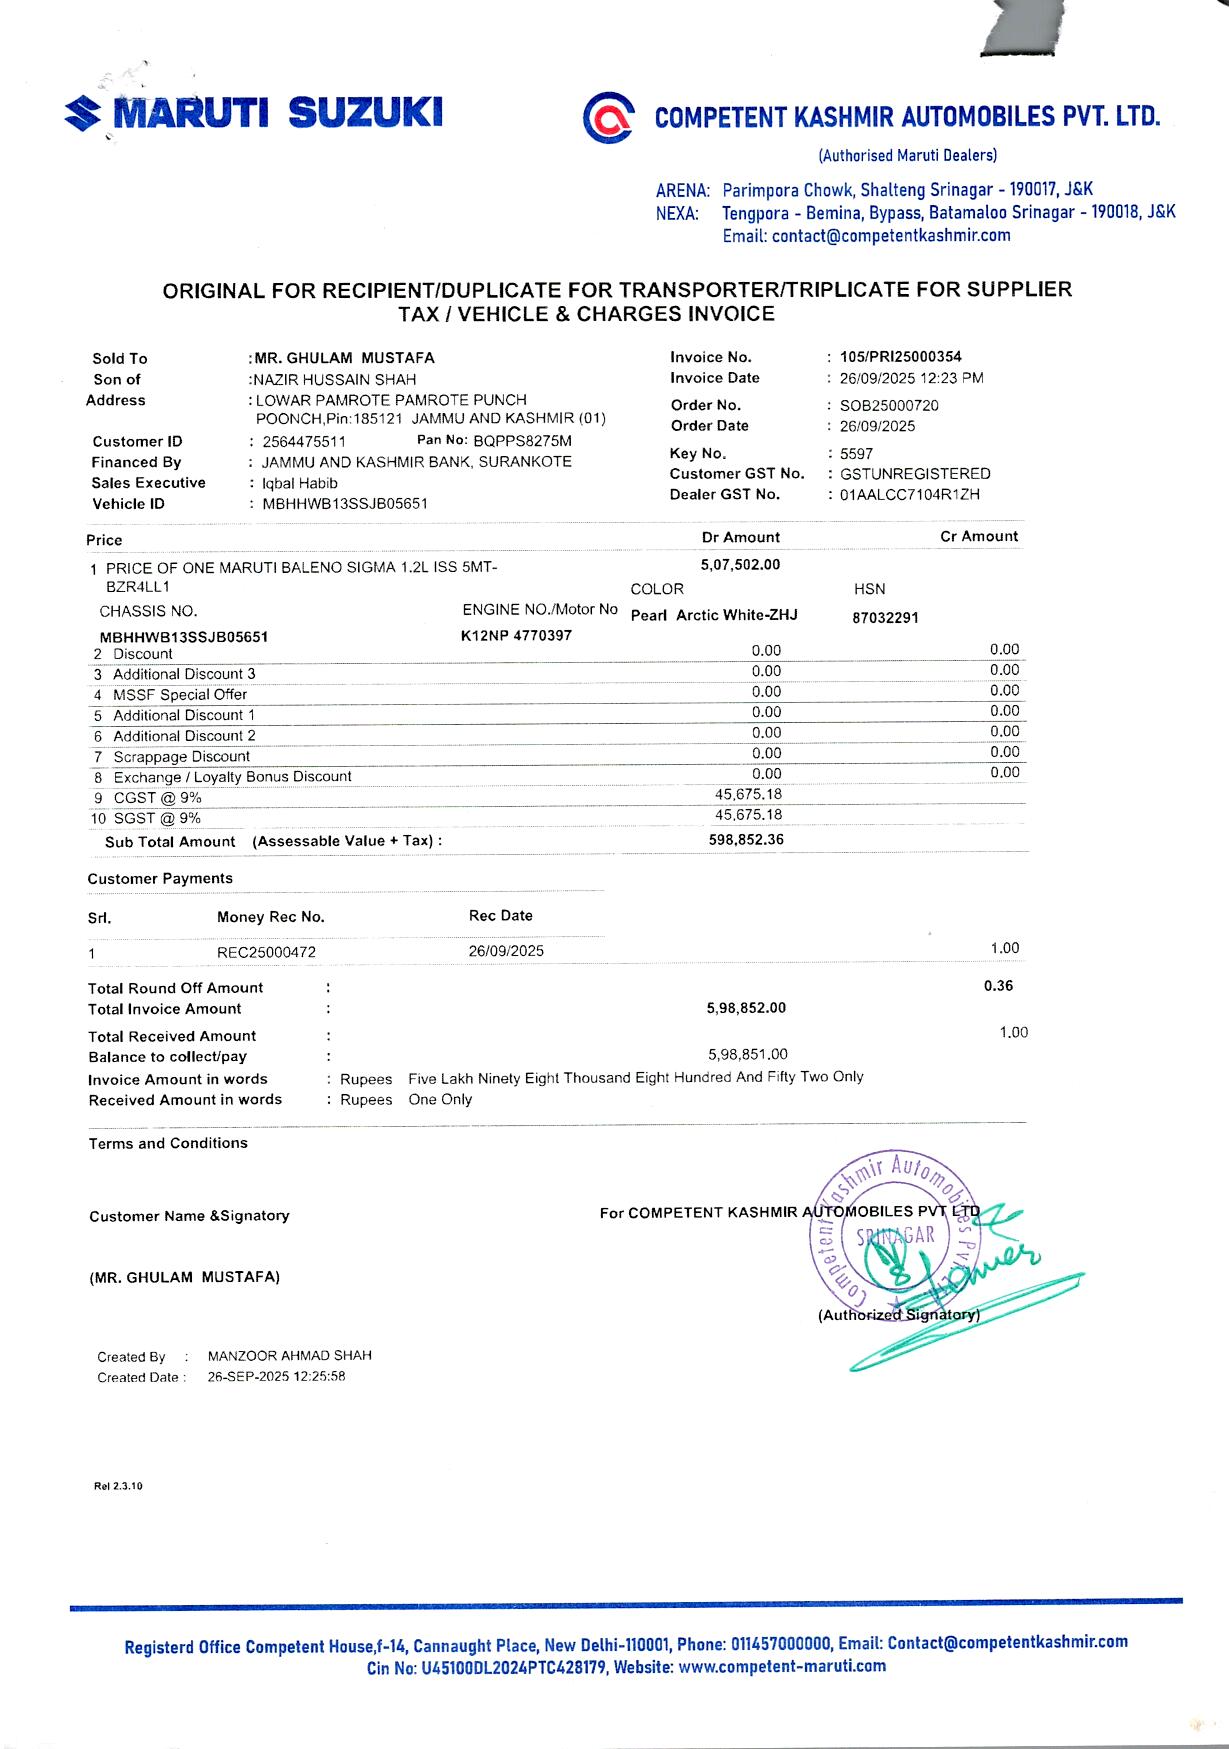 MARUTI SUZUKI
COMPETENT KASHMIR AUTOMOBILES PVT. LTD.
(Authorised Maruti Dealers)
ARENA: Parimpora Chowk, Shalteng Srinagar - 190017, J&K
NEXA: Tengpora - Bemina, Bypass, Batamaloo Srinagar - 190018, J&K
Email: contact@competentkashmir.com
ORIGINAL FOR RECIPIENT/DUPLICATE FOR TRANSPORTER/TRIPLICATE FOR SUPPLIER
TAX / VEHICLE & CHARGES INVOICE
Sold To :MR. GHULAM MUSTAFA
Son of :NAZIR HUSSAIN SHAH
Address : LOWAR PAMROTE PAMROTE PUNCH
POONCH,Pin:185121 JAMMU AND KASHMIR (01)
Customer ID : 2564475511 Pan No: BQPPS8275M
Financed By : JAMMU AND KASHMIR BANK, SURANKOTE
Sales Executive : Iqbal Habib
Vehicle ID : MBHHWB13SSJB05651
Invoice No. : 105/PRI25000354
Invoice Date : 26/09/2025 12:23 PM
Order No. : SOB25000720
Order Date : 26/09/2025
Key No. : 5597
Customer GST No. : GSTUNREGISTERED
Dealer GST No. : 01AALCC7104R1ZH
Price Dr Amount Cr Amount
1 PRICE OF ONE MARUTI BALENO SIGMA 1.2L ISS 5MT- 5,07,502.00
BZR4LL1 COLOR HSN
CHASSIS NO. ENGINE NO./Motor No Pearl Arctic White-ZHJ 87032291
MBHHWB13SSJB05651 K12NP 4770397
2 Discount 0.00 0.00
3 Additional Discount 3 0.00 0.00
4 MSSF Special Offer 0.00 0.00
5 Additional Discount 1 0.00 0.00
6 Additional Discount 2 0.00 0.00
7 Scrappage Discount 0.00 0.00
8 Exchange / Loyalty Bonus Discount 0.00 0.00
9 CGST @ 9% 45,675.18
10 SGST @ 9% 45,675.18
Sub Total Amount (Assessable Value + Tax) : 598,852.36
Customer Payments
Srl. Money Rec No. Rec Date
1 REC25000472 26/09/2025 1.00
Total Round Off Amount : 0.36
Total Invoice Amount : 5,98,852.00
Total Received Amount : 1.00
Balance to collect/pay : 5,98,851.00
Invoice Amount in words : Rupees Five Lakh Ninety Eight Thousand Eight Hundred And Fifty Two Only
Received Amount in words : Rupees One Only
Terms and Conditions
Customer Name &Signatory
For COMPETENT KASHMIR AUTOMOBILES PVT LTD
Competent Kashmir Automobiles Pvt. Ltd.
SRINAGAR
(MR. GHULAM MUSTAFA)
(Authorized Signatory)
Created By : MANZOOR AHMAD SHAH
Created Date : 26-SEP-2025 12:25:58
Rel 2.3.10
Registerd Office Competent House,f-14, Cannaught Place, New Delhi-110001, Phone: 011457000000, Email: Contact@competentkashmir.com
Cin No: U45100DL2024PTC428179, Website: www.competent-maruti.com